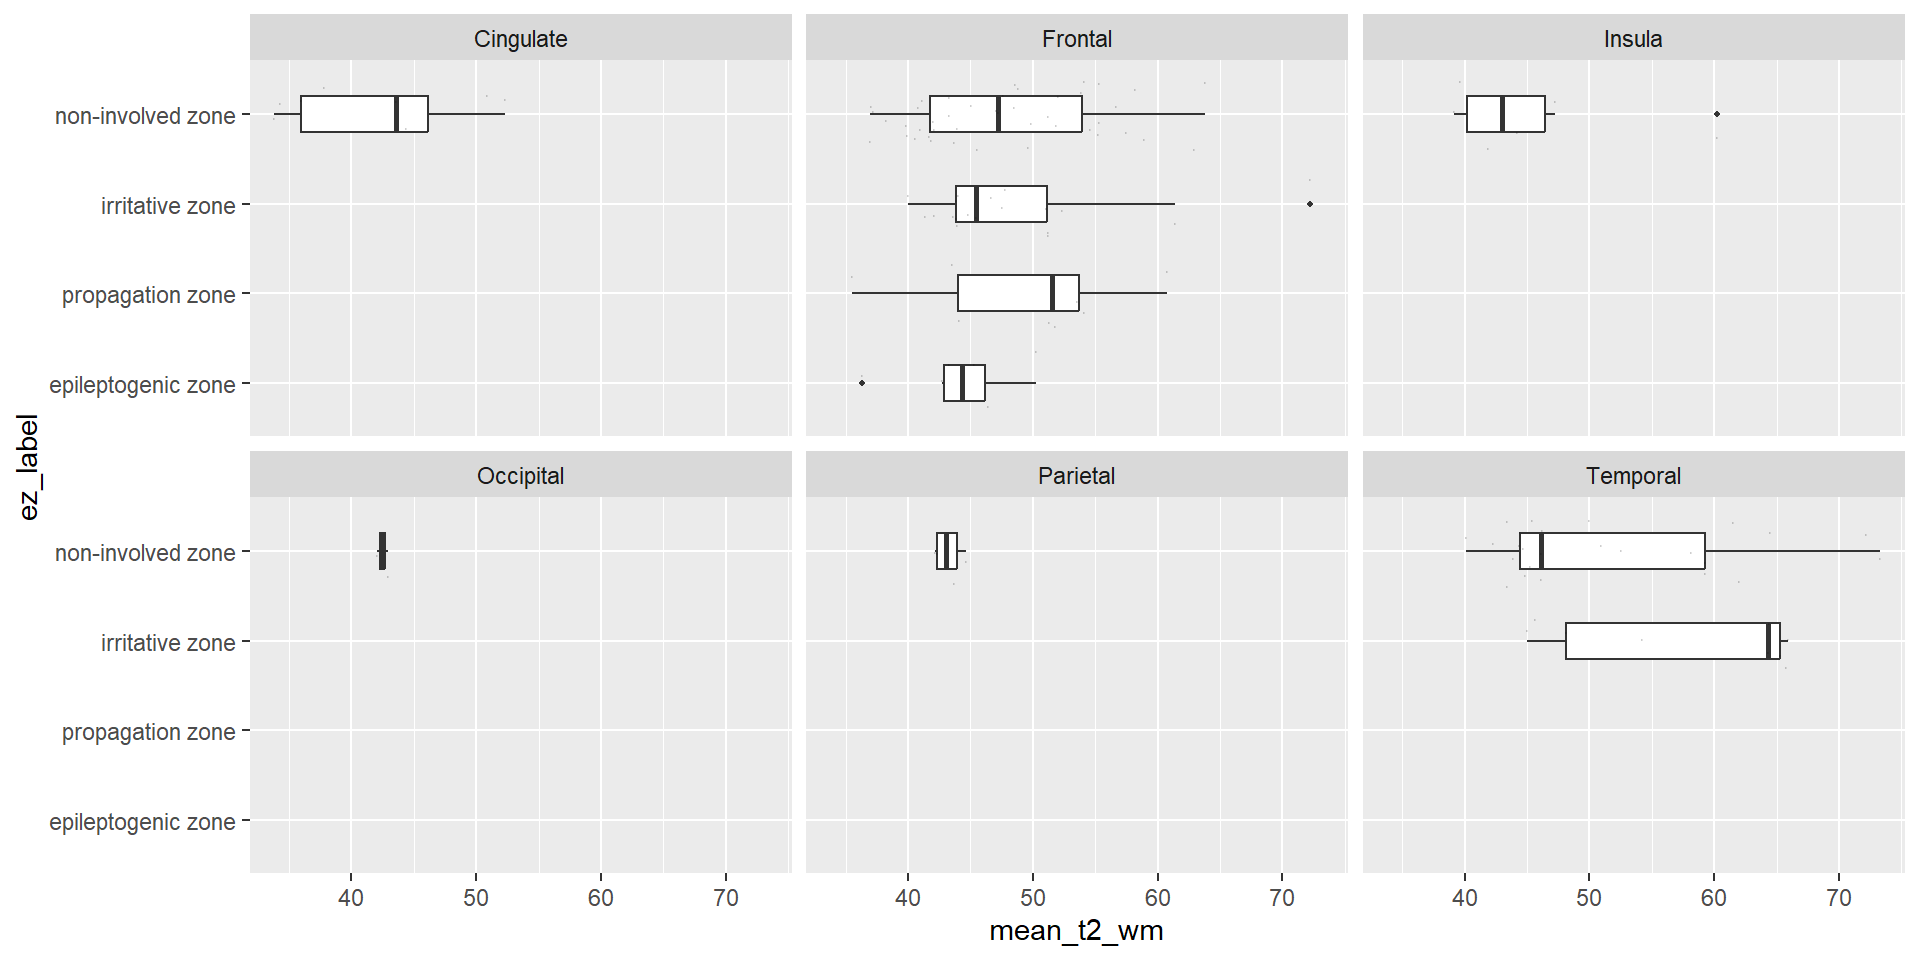 Cingulate
Frontal
Insula
non-involved zone
irritative zone
propagation zone
epileptogenic zone
ez_label
Occipital
Parietal
Temporal
non-involved zone
irritative zone
propagation zone
epileptogenic zone
40 50 60 70
40 50 60 70
40 50 60 70
mean_t2_wm